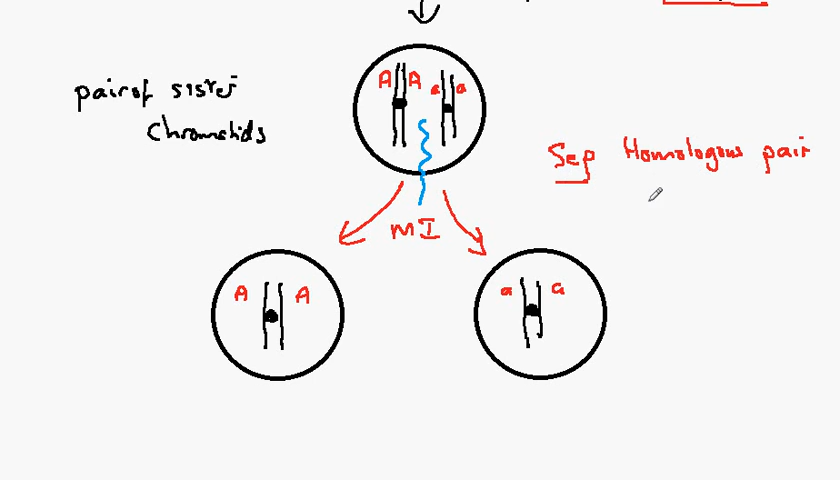 A A a a
pair of sister
chromatids
Sep Homologous pair
MI
A A
a a